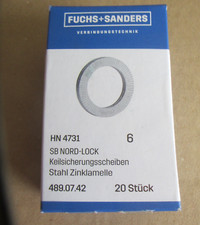 FUCHS+SANDERS
VERBINDUNGSTECHNIK
HN 4731 6
SB NORD-LOCK
Keilsicherungsscheiben
Stahl Zinklamelle
489.07.42 20 Stück